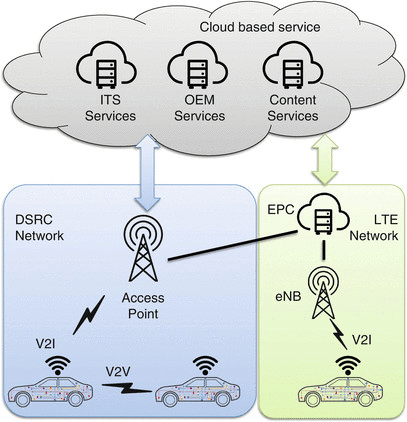 Cloud based service
ITS
Services
OEM
Services
Content
Services
DSRC
Network
Access
Point
V2I
V2V
EPC
LTE
Network
eNB
V2I